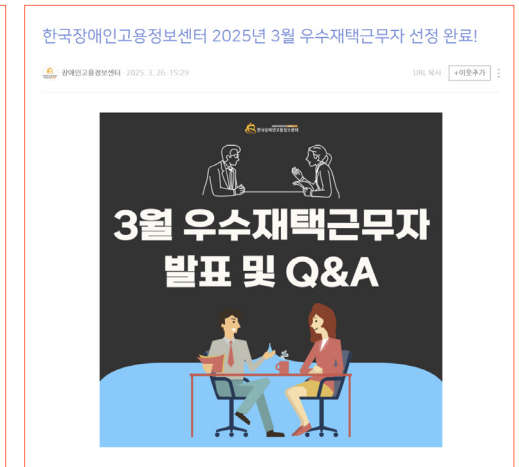 한국장애인고용정보센터 2025년 3월 우수재택근무자 선정 완료!
장애인고용정보센터 2025. 3. 26. 15:29 URL 복사 +이웃추가
한국장애인고용정보센터
3월 우수재택근무자
발표 및 Q&A